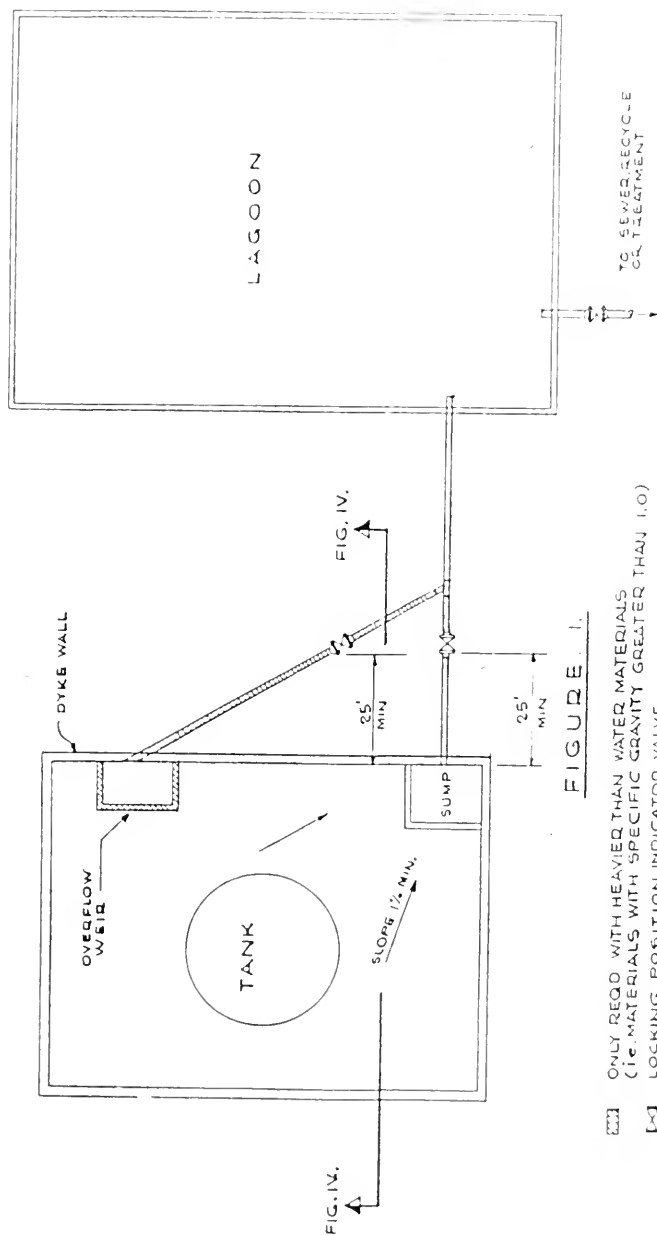 LAGOON
TO SEWER, RECYCLE
OR TREATMENT
DYKE WALL
OVERFLOW
WEIR
TANK
SLOPE 1% MIN.
SUMP
25'
MIN
25'
MIN
FIG. IV.
FIG. IV.
FIGURE. I.
ONLY REQD WITH HEAVIER THAN WATER MATERIALS
(i.e. MATERIALS WITH SPECIFIC GRAVITY GREATER THAN 1.0)
LOCKING POSITION INDICATOR VALVE